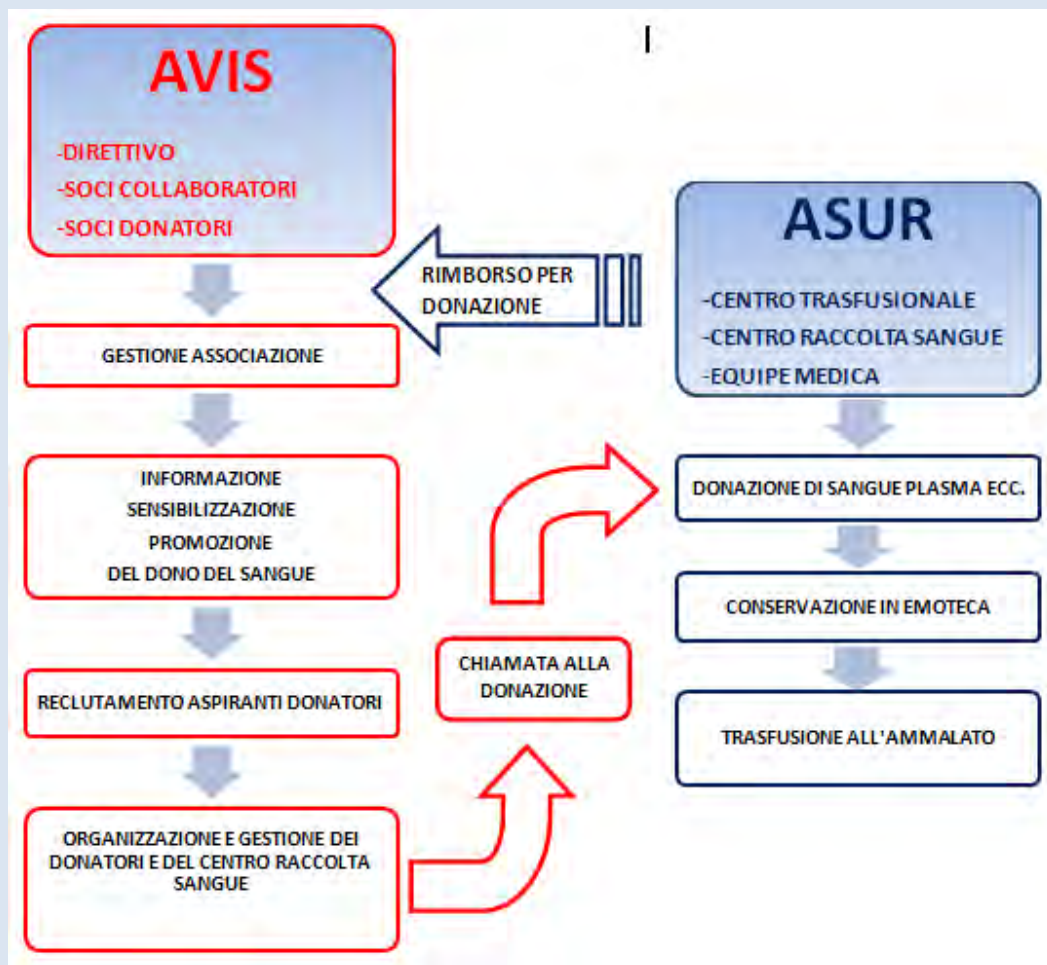 AVIS
-DIRETTIVO
-SOCI COLLABORATORI
-SOCI DONATORI
GESTIONE ASSOCIAZIONE
INFORMAZIONE
SENSIBILIZZAZIONE
PROMOZIONE
DEL DONO DEL SANGUE
RECLUTAMENTO ASPIRANTI DONATORI
ORGANIZZAZIONE E GESTIONE DEI
DONATORI E DEL CENTRO RACCOLTA
SANGUE
CHIAMATA ALLA
DONAZIONE
RIMBORSO PER
DONAZIONE
ASUR
-CENTRO TRASFUSIONALE
-CENTRO RACCOLTA SANGUE
-EQUIPE MEDICA
DONAZIONE DI SANGUE PLASMA ECC.
CONSERVAZIONE IN EMOTECA
TRASFUSIONE ALL'AMMALATO